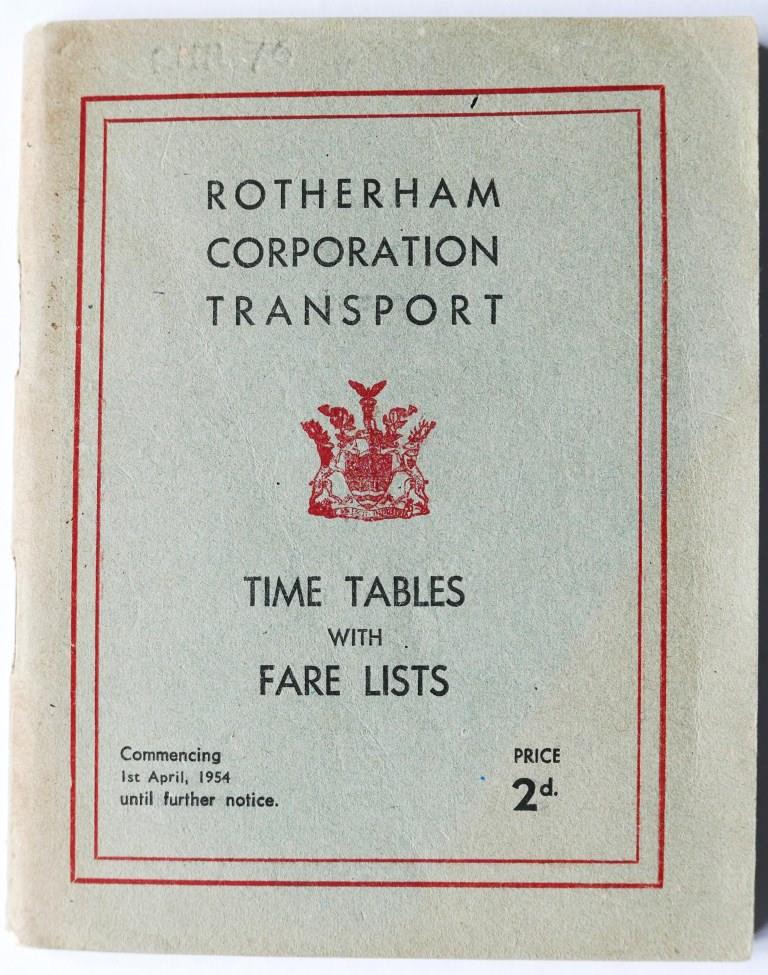 ROTHERHAM
CORPORATION
TRANSPORT
TIME TABLES
WITH
FARE LISTS
Commencing
1st April, 1954
until further notice.
PRICE
2d.